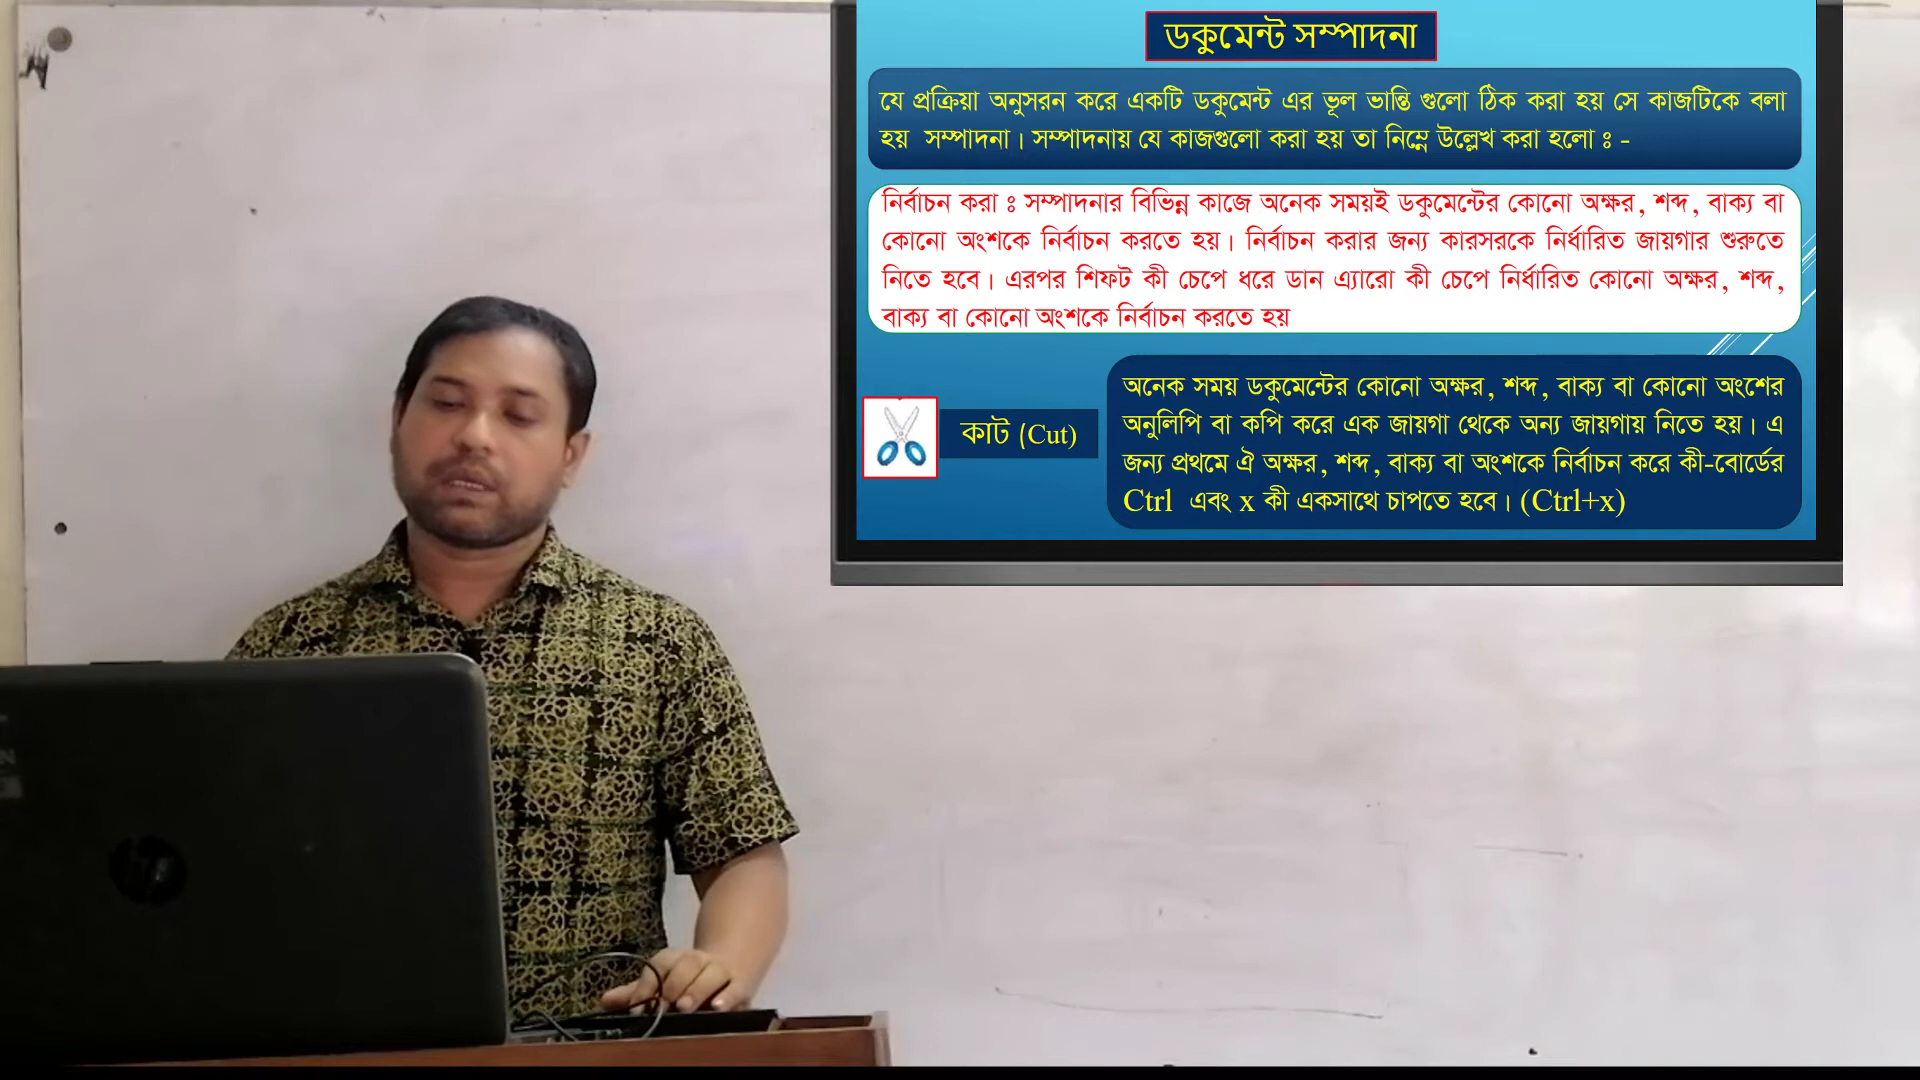 ডকুমেন্ট সম্পাদনা
যে প্রক্রিয়া অনুসরন করে একটি ডকুমেন্ট এর ভূল ভান্তি গুলো ঠিক করা হয় সে কাজটিকে বলা
হয় সম্পাদনা। সম্পাদনায় যে কাজগুলো করা হয় তা নিম্নে উল্লেখ করা হলো ঃ -
নির্বাচন করা ঃ সম্পাদনার বিভিন্ন কাজে অনেক সময়ই ডকুমেন্টের কোনো অক্ষর, শব্দ, বাক্য বা
কোনো অংশকে নির্বাচন করতে হয়। নির্বাচন করার জন্য কারসরকে নির্ধারিত জায়গার শুরুতে
নিতে হবে। এরপর শিফট কী চেপে ধরে ডান এ্যারো কী চেপে নির্ধারিত কোনো অক্ষর, শব্দ,
বাক্য বা কোনো অংশকে নির্বাচন করতে হয়
কাট (Cut)
অনেক সময় ডকুমেন্টের কোনো অক্ষর, শব্দ, বাক্য বা কোনো অংশের
অনুলিপি বা কপি করে এক জায়গা থেকে অন্য জায়গায় নিতে হয়। এ
জন্য প্রথমে ঐ অক্ষর, শব্দ, বাক্য বা অংশকে নির্বাচন করে কী-বোর্ডের
Ctrl এবং x কী একসাথে চাপতে হবে। (Ctrl+x)
hp